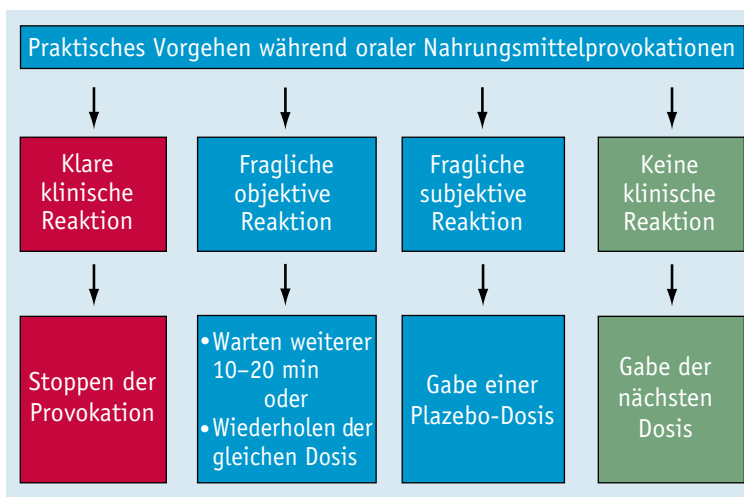 Praktisches Vorgehen während oraler Nahrungsmittelprovokationen
Klare
klinische
Reaktion
Fragliche
objektive
Reaktion
Fragliche
subjektive
Reaktion
Keine
klinische
Reaktion
Stoppen der
Provokation
• Warten weiterer
10–20 min
oder
• Wiederholen der
gleichen Dosis
Gabe einer
Plazebo-Dosis
Gabe der
nächsten
Dosis